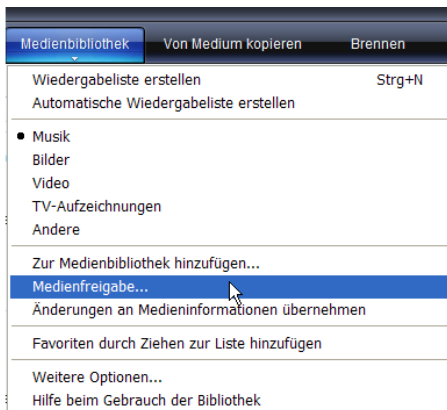 Medienbibliothek Von Medium kopieren Brennen
Wiedergabeliste erstellen Strg+N
Automatische Wiedergabeliste erstellen
Musik
Bilder
Video
TV-Aufzeichnungen
Andere
Zur Medienbibliothek hinzufügen...
Medienfreigabe...
Änderungen an Medieninformationen übernehmen
Favoriten durch Ziehen zur Liste hinzufügen
Weitere Optionen...
Hilfe beim Gebrauch der Bibliothek